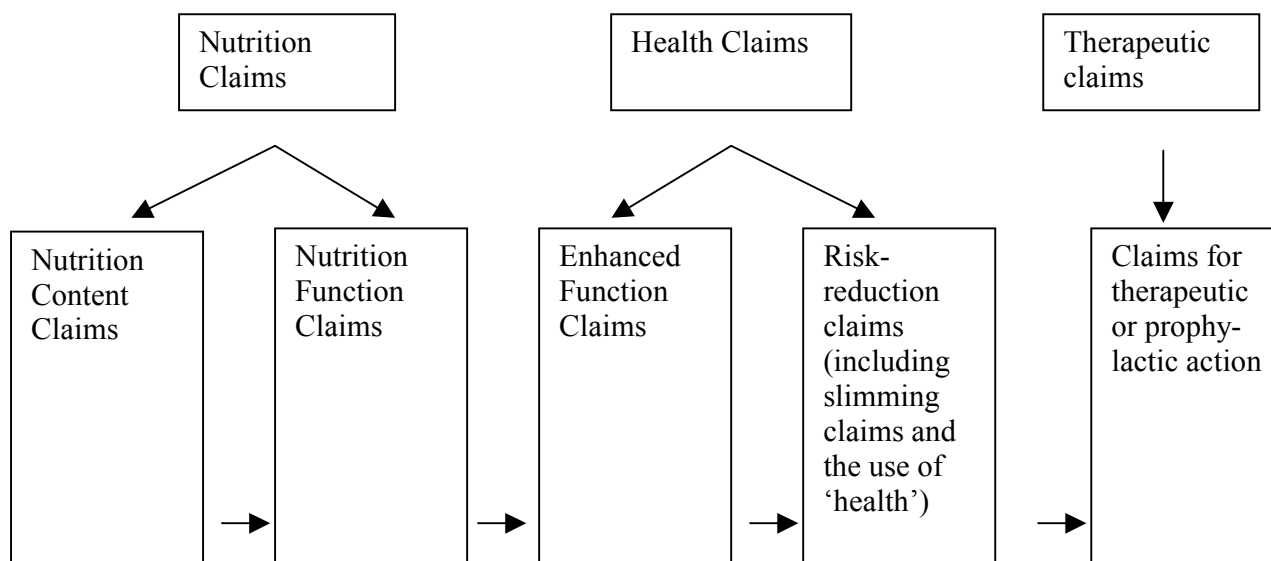 Nutrition
Claims
Health Claims
Therapeutic
claims
Nutrition
Content
Claims
Nutrition
Function
Claims
Enhanced
Function
Claims
Risk-
reduction
claims
(including
slimming
claims and
the use of
‘health’)
Claims for
therapeutic
or prophy-
lactic action